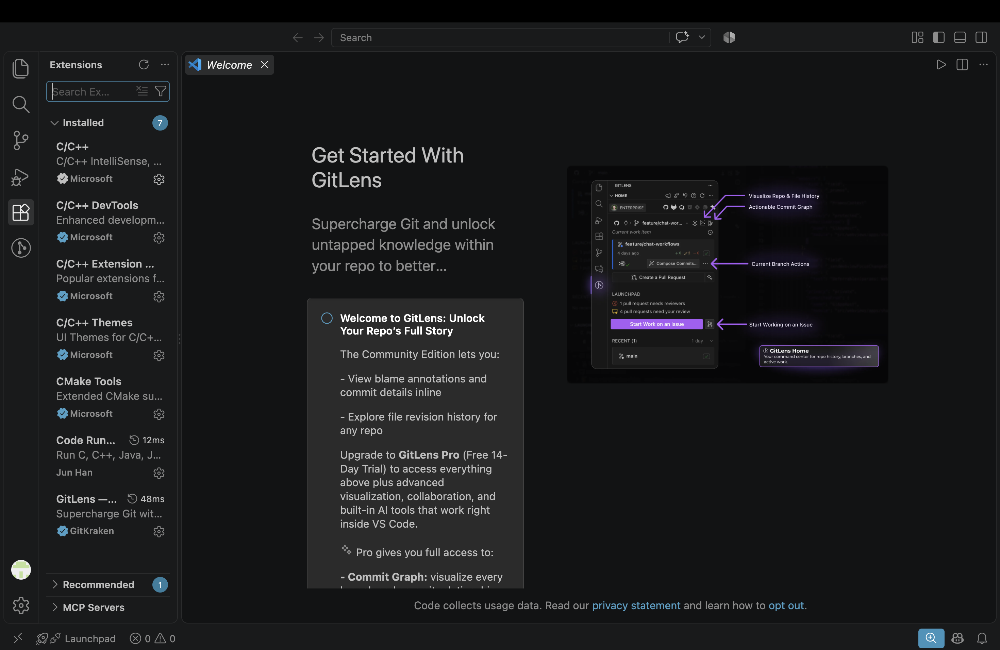 Search
Extensions
Search Ex...
Installed
7
C/C++
C/C++ IntelliSense, ...
Microsoft
C/C++ DevTools
Enhanced developm...
Microsoft
C/C++ Extension ...
Popular extensions f...
Microsoft
C/C++ Themes
UI Themes for C/C+...
Microsoft
CMake Tools
Extended CMake su...
Microsoft
Code Run... 12ms
Run C, C++, Java, J...
Jun Han
GitLens —... 48ms
Supercharge Git wit...
GitKraken
Recommended
1
MCP Servers
Welcome
Get Started With
GitLens
Supercharge Git and unlock
untapped knowledge within
your repo to better...
Welcome to GitLens: Unlock
Your Repo’s Full Story
The Community Edition lets you:
- View blame annotations and
commit details inline
- Explore file revision history for
any repo
Upgrade to GitLens Pro (Free 14-
Day Trial) to access everything
above plus advanced
visualization, collaboration, and
built-in AI tools that work right
inside VS Code.
Pro gives you full access to:
- Commit Graph: visualize every
GITLENS
HOME
ENTERPRISE
feature/chat-wor...
Current work item
feature/chat-workflows
4 days ago +0 2 −0
Compose Commits...
Create a Pull Request
LAUNCHPAD
1 pull request needs reviewers
4 pull requests need your review
Start Work on an Issue
RECENT (1) 1 day
main
Visualize Repo & File History
Actionable Commit Graph
Current Branch Actions
Start Working on an Issue
GitLens Home
Your command center for repo history, branches, and
active work.
Code collects usage data. Read our privacy statement and learn how to opt out.
Launchpad 0 0